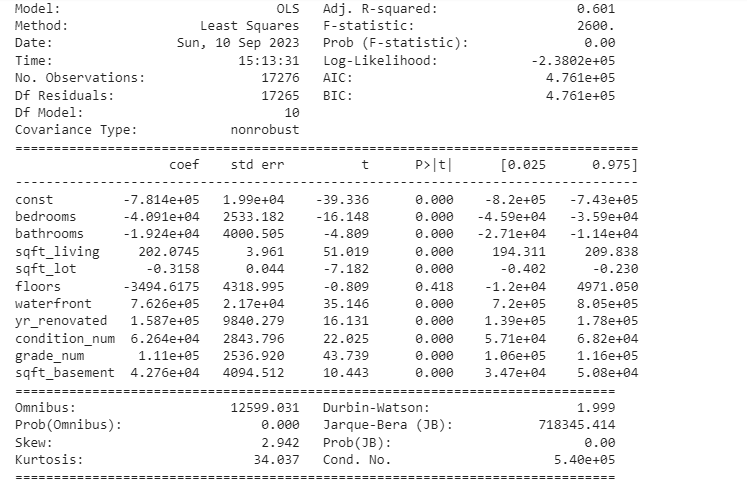 Model: OLS Adj. R-squared: 0.601
Method: Least Squares F-statistic: 2600.
Date: Sun, 10 Sep 2023 Prob (F-statistic): 0.00
Time: 15:13:31 Log-Likelihood: -2.3802e+05
No. Observations: 17276 AIC: 4.761e+05
Df Residuals: 17265 BIC: 4.761e+05
Df Model: 10
Covariance Type: nonrobust
==============================================================================
coef std err t P>|t| [0.025 0.975]
------------------------------------------------------------------------------
const -7.814e+05 1.99e+04 -39.336 0.000 -8.2e+05 -7.43e+05
bedrooms -4.091e+04 2533.182 -16.148 0.000 -4.59e+04 -3.59e+04
bathrooms -1.924e+04 4000.505 -4.809 0.000 -2.71e+04 -1.14e+04
sqft_living 202.0745 3.961 51.019 0.000 194.311 209.838
sqft_lot -0.3158 0.044 -7.182 0.000 -0.402 -0.230
floors -3494.6175 4318.995 -0.809 0.418 -1.2e+04 4971.050
waterfront 7.626e+05 2.17e+04 35.146 0.000 7.2e+05 8.05e+05
yr_renovated 1.587e+05 9840.279 16.131 0.000 1.39e+05 1.78e+05
condition_num 6.264e+04 2843.796 22.025 0.000 5.71e+04 6.82e+04
grade_num 1.11e+05 2536.920 43.739 0.000 1.06e+05 1.16e+05
sqft_basement 4.276e+04 4094.512 10.443 0.000 3.47e+04 5.08e+04
==============================================================================
Omnibus: 12599.031 Durbin-Watson: 1.999
Prob(Omnibus): 0.000 Jarque-Bera (JB): 718345.414
Skew: 2.942 Prob(JB): 0.00
Kurtosis: 34.037 Cond. No. 5.40e+05
==============================================================================